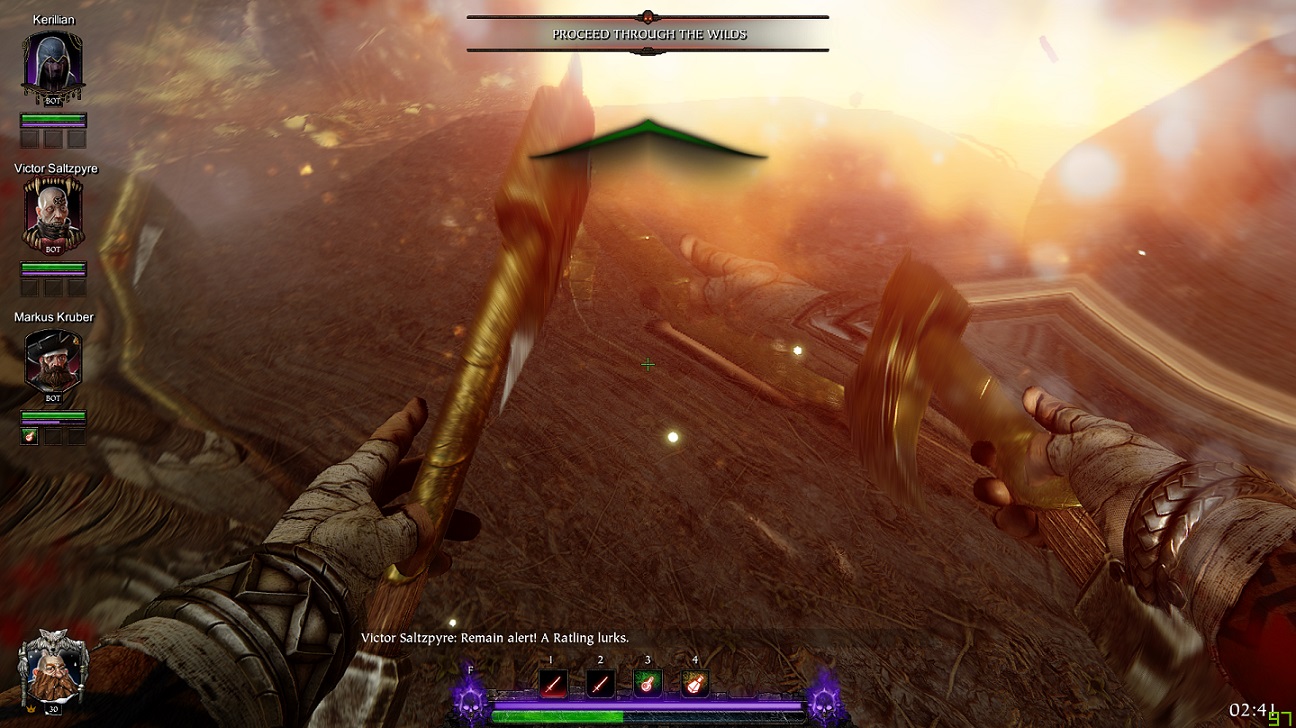 Kerillian
BOT
Victor Saltzpyre
BOT
Markus Kruber
BOT
PROCEED THROUGH THE WILDS
Victor Saltzpyre: Remain alert! A Ratling lurks.
F
1 2 3 4
30
02:41
97